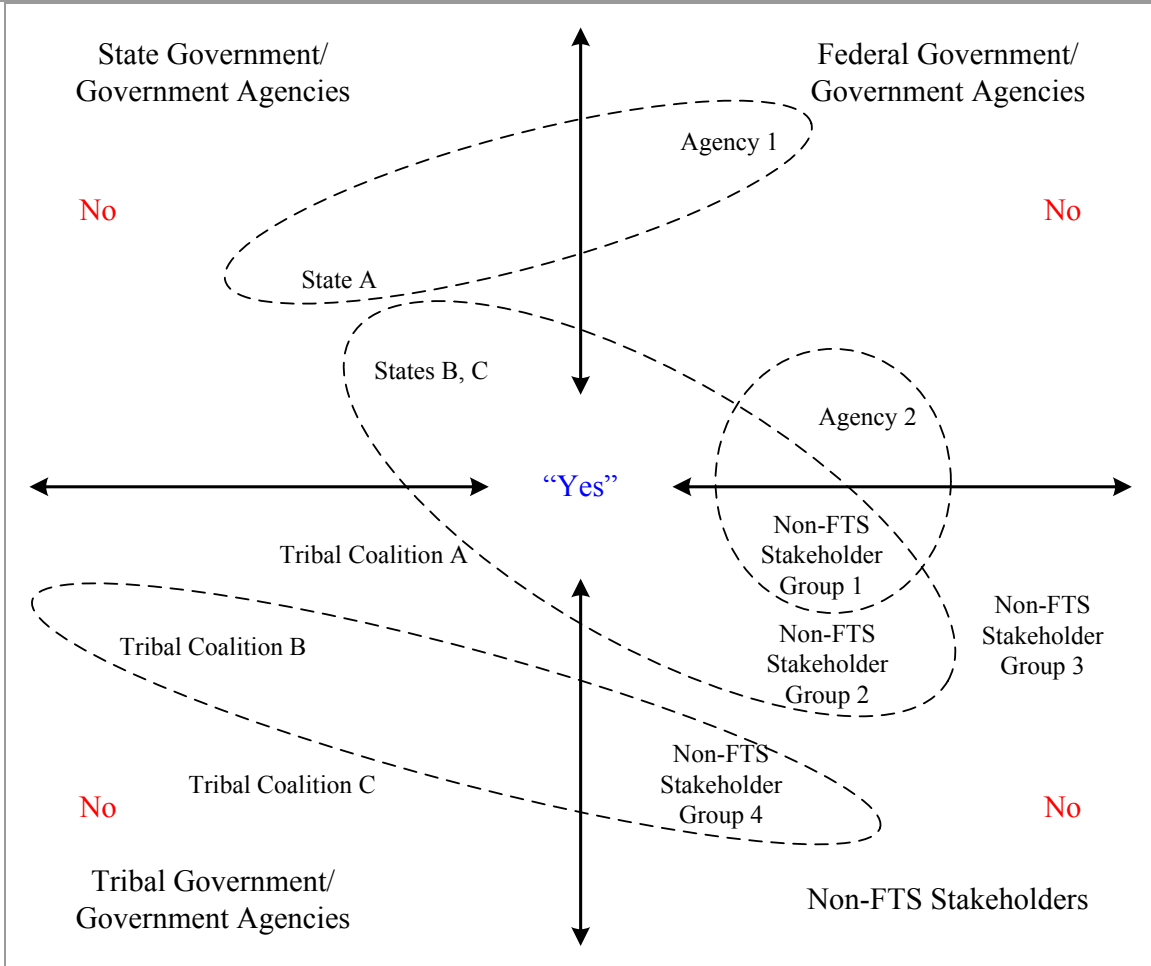 State Government/
Government Agencies
Federal Government/
Government Agencies
Agency 1
No
No
State A
States B, C
Agency 2
“Yes”
Non-FTS
Stakeholder
Group 1
Tribal Coalition A
Non-FTS
Stakeholder
Group 3
Non-FTS
Stakeholder
Group 2
Tribal Coalition B
Non-FTS
Stakeholder
Group 4
Tribal Coalition C
No
No
Tribal Government/
Government Agencies
Non-FTS Stakeholders